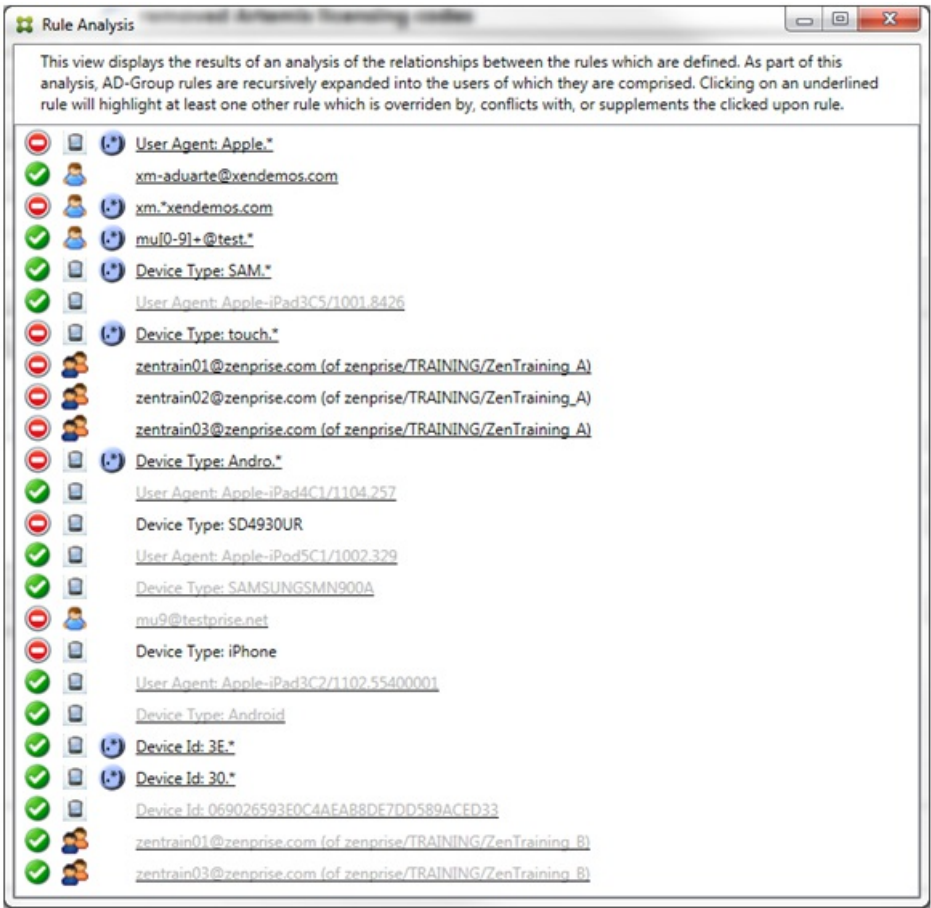 removed Artemis licensing codes
Rule Analysis
This view displays the results of an analysis of the relationships between the rules which are defined. As part of this
analysis, AD-Group rules are recursively expanded into the users of which they are comprised. Clicking on an underlined
rule will highlight at least one other rule which is overriden by, conflicts with, or supplements the clicked upon rule.
(.*) User Agent: Apple.*
xm-aduarte@xendemos.com
(.*) xm.*xendemos.com
(.*) mu[0-9]+@test.*
(.*) Device Type: SAM.*
User Agent: Apple-iPad3C5/1001.8426
(.*) Device Type: touch.*
zentrain01@zenprise.com (of zenprise/TRAINING/ZenTraining_A)
zentrain02@zenprise.com (of zenprise/TRAINING/ZenTraining_A)
zentrain03@zenprise.com (of zenprise/TRAINING/ZenTraining_A)
(.*) Device Type: Andro.*
User Agent: Apple-iPad4C1/1104.257
Device Type: SD4930UR
User Agent: Apple-iPod5C1/1002.329
Device Type: SAMSUNGSMN900A
mu9@testprise.net
Device Type: iPhone
User Agent: Apple-iPad3C2/1102.55400001
Device Type: Android
(.*) Device Id: 3E.*
(.*) Device Id: 30.*
Device Id: 069026593E0C4AEAB8DE7DD589ACED33
zentrain01@zenprise.com (of zenprise/TRAINING/ZenTraining_B)
zentrain03@zenprise.com (of zenprise/TRAINING/ZenTraining_B)